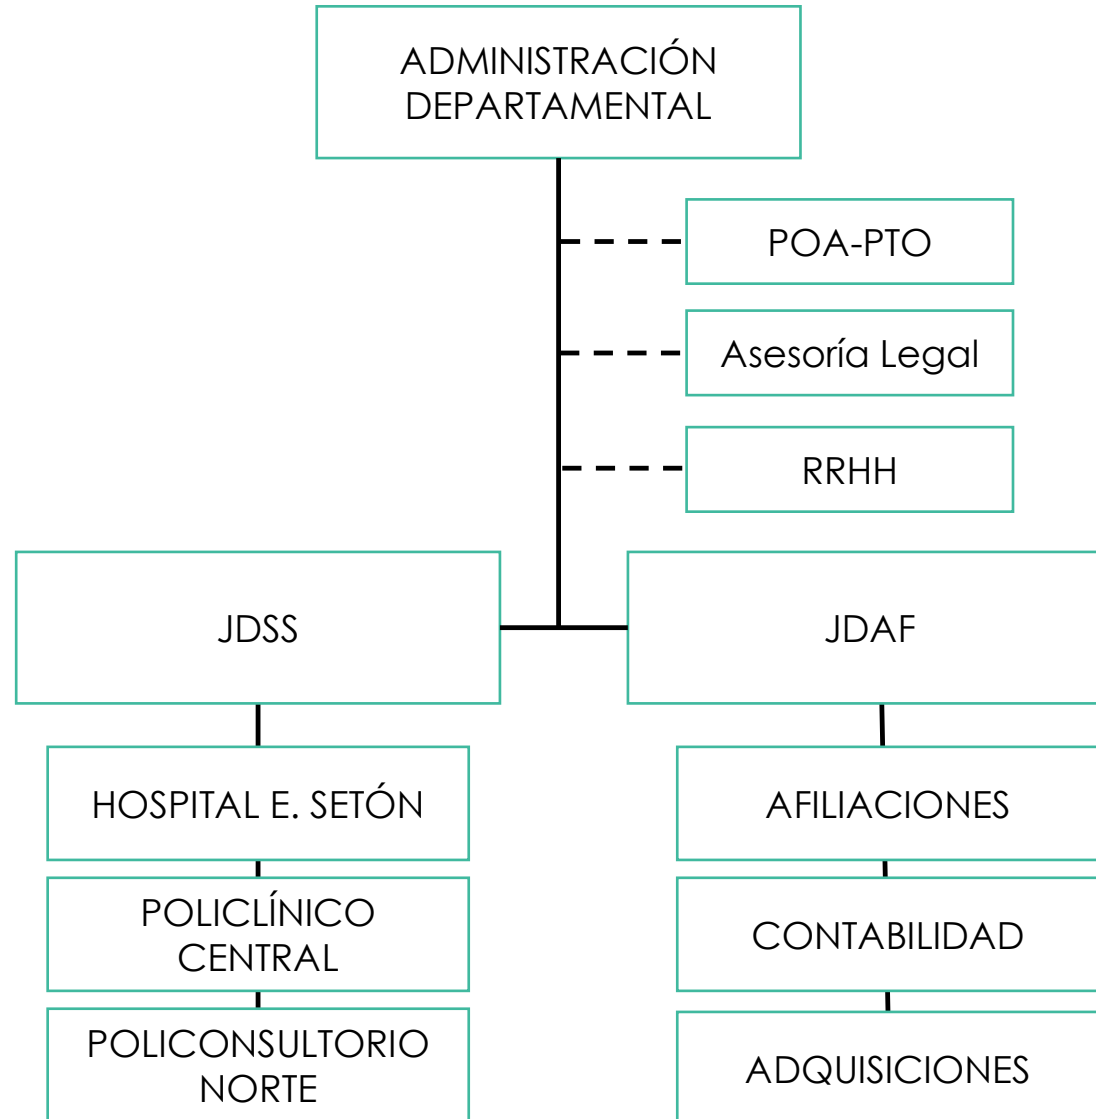 ADMINISTRACIÓN
DEPARTAMENTAL
POA-PTO
Asesoría Legal
RRHH
JDSS
JDAF
HOSPITAL E. SETÓN
AFILIACIONES
POLICLÍNICO
CENTRAL
CONTABILIDAD
POLICONSULTORIO
NORTE
ADQUISICIONES